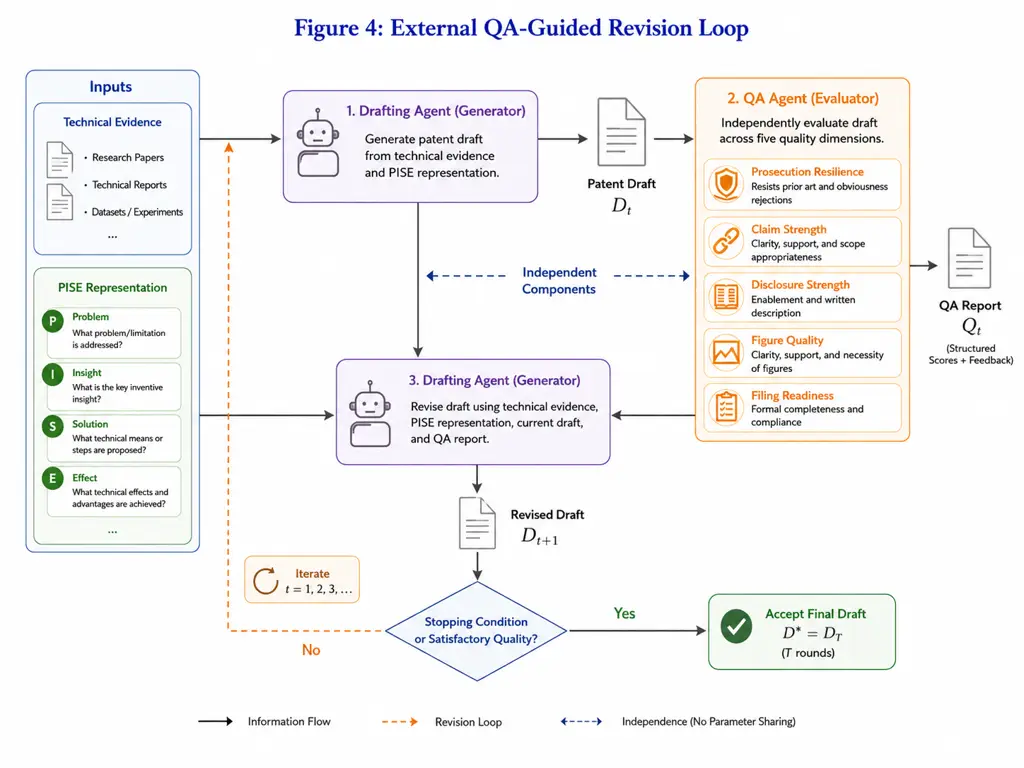 Figure 4: External QA-Guided Revision Loop
Inputs
Technical Evidence
• Research Papers
• Technical Reports
• Datasets / Experiments
...
PISE Representation
P
Problem
What problem/limitation
is addressed?
I
Insight
What is the key inventive
insight?
S
Solution
What technical means or
steps are proposed?
E
Effect
What technical effects and
advantages are achieved?
...
1. Drafting Agent (Generator)
Generate patent draft
from technical evidence
and PISE representation.
Patent Draft
D_t
2. QA Agent (Evaluator)
Independently evaluate draft
across five quality dimensions.
Prosecution Resilience
Resists prior art and obviousness
rejections
Claim Strength
Clarity, support, and scope
appropriateness
Disclosure Strength
Enablement and written
description
Figure Quality
Clarity, support, and necessity
of figures
Filing Readiness
Formal completeness and
compliance
QA Report
Q_t
(Structured
Scores + Feedback)
Independent
Components
3. Drafting Agent (Generator)
Revise draft using technical evidence,
PISE representation, current draft,
and QA report.
Revised Draft
D_{t+1}
Iterate
t = 1, 2, 3, …
Stopping Condition
or Satisfactory Quality?
No
Yes
Accept Final Draft
D* = D_T
(T rounds)
Information Flow
Revision Loop
Independence (No Parameter Sharing)